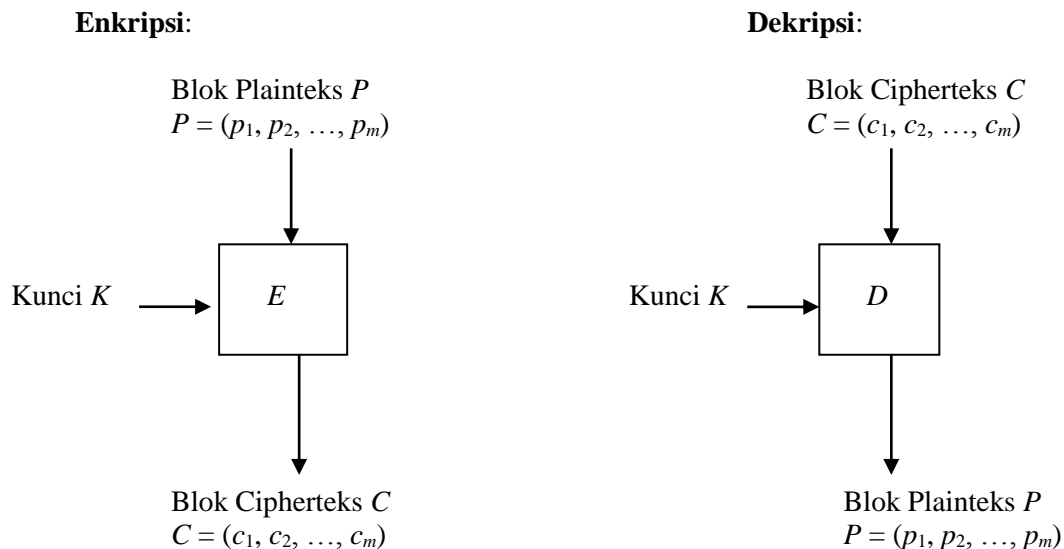 Enkripsi:
Blok Plainteks P
P = (p1, p2, …, pm)
Kunci K
E
Blok Cipherteks C
C = (c1, c2, …, cm)
Dekripsi:
Blok Cipherteks C
C = (c1, c2, …, cm)
Kunci K
D
Blok Plainteks P
P = (p1, p2, …, pm)